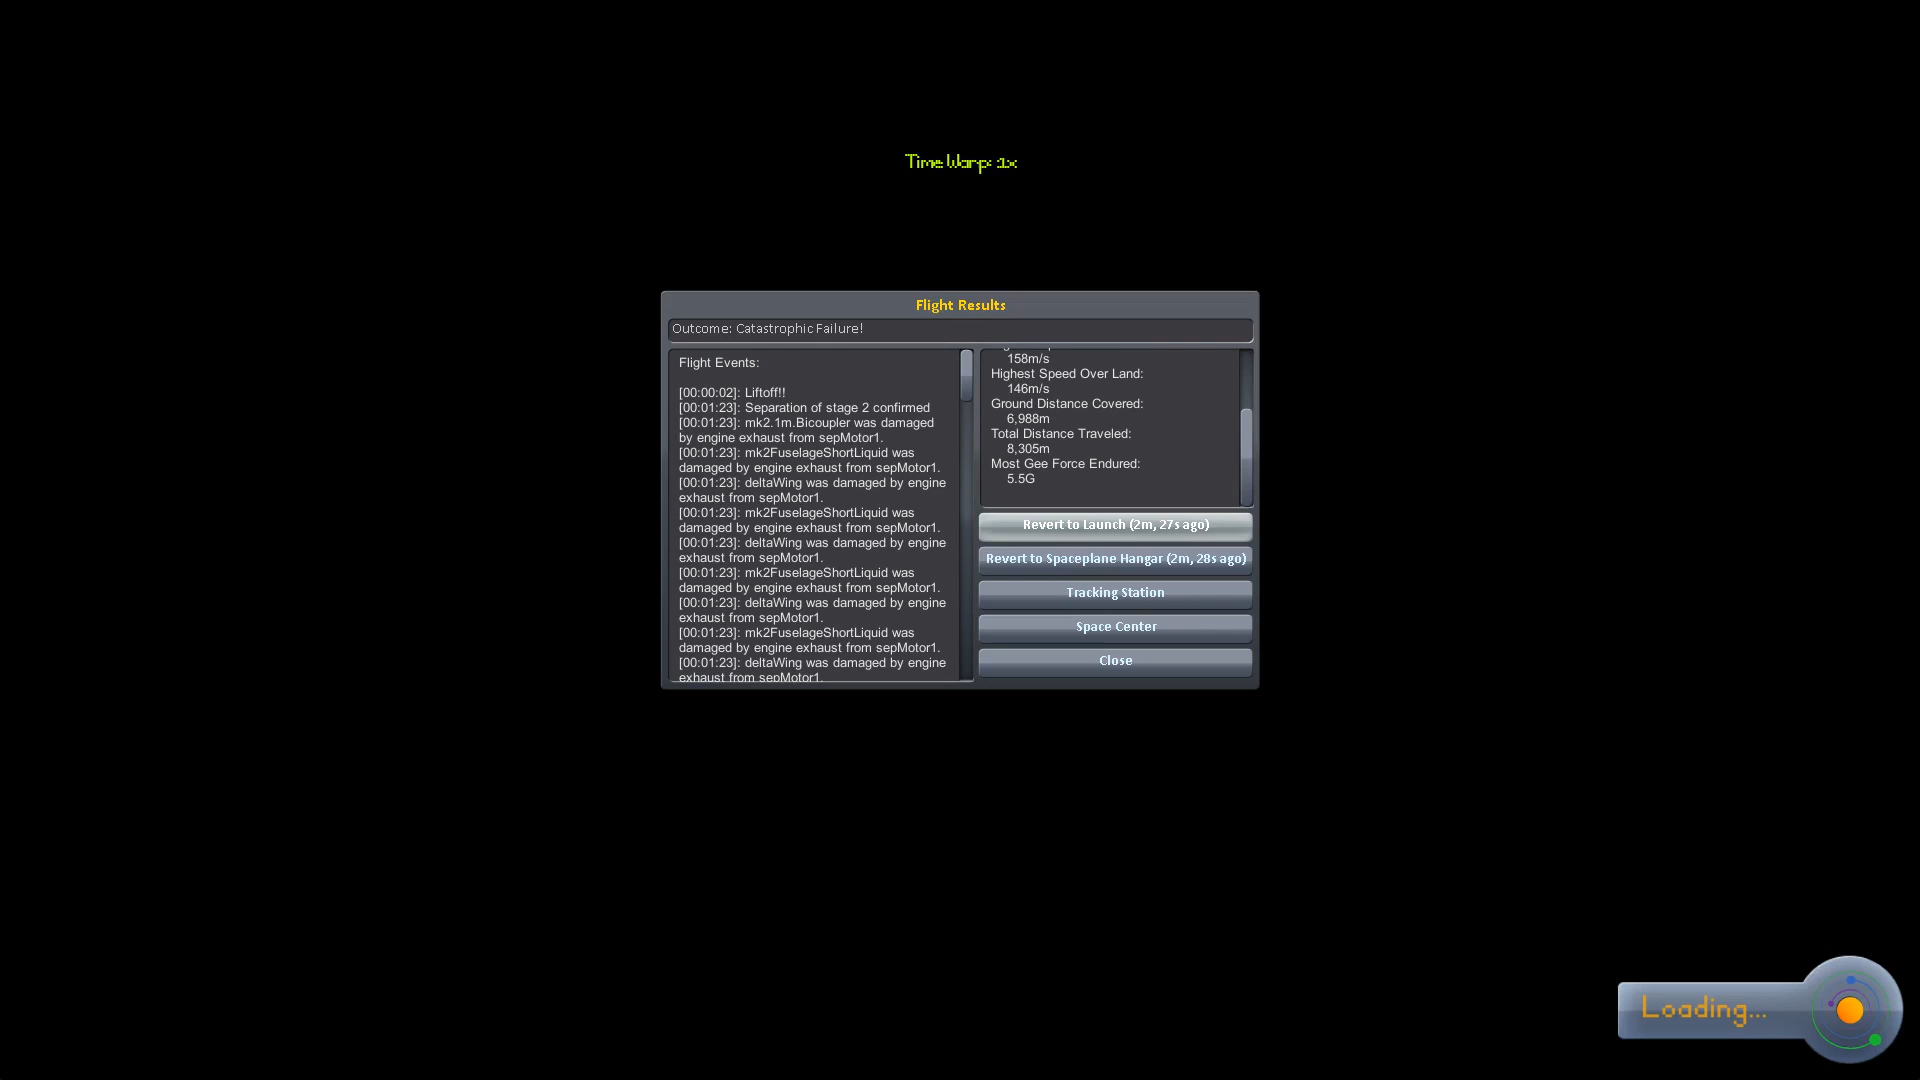 Time Warp: 1x
Flight Results
Outcome: Catastrophic Failure!
Flight Events:
[00:00:02]: Liftoff!!
[00:01:23]: Separation of stage 2 confirmed
[00:01:23]: mk2.1m.Bicoupler was damaged
by engine exhaust from sepMotor1.
[00:01:23]: mk2FuselageShortLiquid was
damaged by engine exhaust from sepMotor1.
[00:01:23]: deltaWing was damaged by engine
exhaust from sepMotor1.
[00:01:23]: mk2FuselageShortLiquid was
damaged by engine exhaust from sepMotor1.
[00:01:23]: deltaWing was damaged by engine
exhaust from sepMotor1.
[00:01:23]: mk2FuselageShortLiquid was
damaged by engine exhaust from sepMotor1.
[00:01:23]: deltaWing was damaged by engine
exhaust from sepMotor1.
[00:01:23]: mk2FuselageShortLiquid was
damaged by engine exhaust from sepMotor1.
[00:01:23]: deltaWing was damaged by engine
exhaust from sepMotor1.
158m/s
Highest Speed Over Land:
146m/s
Ground Distance Covered:
6,988m
Total Distance Traveled:
8,305m
Most Gee Force Endured:
5.5G
Revert to Launch (2m, 27s ago)
Revert to Spaceplane Hangar (2m, 28s ago)
Tracking Station
Space Center
Close
Loading...